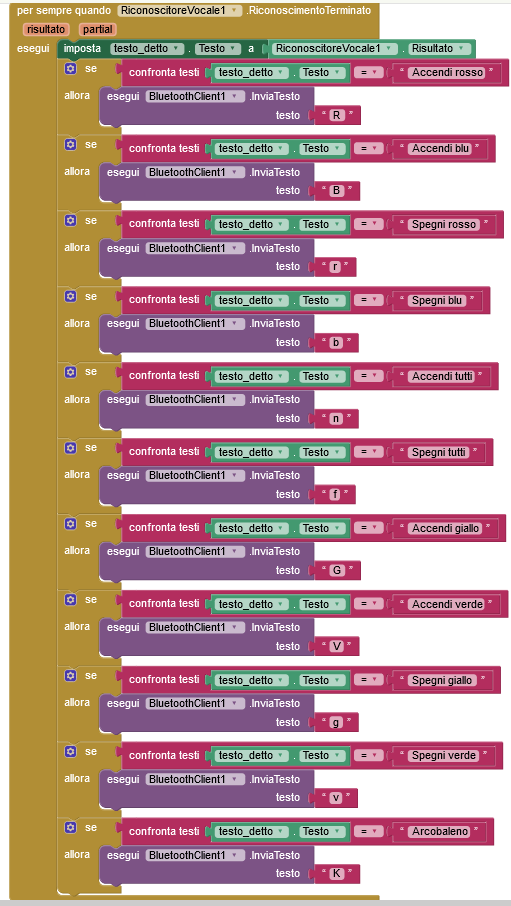 per sempre quando RiconoscitoreVocale1 .RiconoscimentoTerminato
risultato partial
esegui imposta testo_detto . Testo a RiconoscitoreVocale1 . Risultato
se confronta testi testo_detto . Testo = “ Accendi rosso ”
allora esegui BluetoothClient1 .InviaTesto
testo “ R ”
se confronta testi testo_detto . Testo = “ Accendi blu ”
allora esegui BluetoothClient1 .InviaTesto
testo “ B ”
se confronta testi testo_detto . Testo = “ Spegni rosso ”
allora esegui BluetoothClient1 .InviaTesto
testo “ r ”
se confronta testi testo_detto . Testo = “ Spegni blu ”
allora esegui BluetoothClient1 .InviaTesto
testo “ b ”
se confronta testi testo_detto . Testo = “ Accendi tutti ”
allora esegui BluetoothClient1 .InviaTesto
testo “ n ”
se confronta testi testo_detto . Testo = “ Spegni tutti ”
allora esegui BluetoothClient1 .InviaTesto
testo “ f ”
se confronta testi testo_detto . Testo = “ Accendi giallo ”
allora esegui BluetoothClient1 .InviaTesto
testo “ G ”
se confronta testi testo_detto . Testo = “ Accendi verde ”
allora esegui BluetoothClient1 .InviaTesto
testo “ V ”
se confronta testi testo_detto . Testo = “ Spegni giallo ”
allora esegui BluetoothClient1 .InviaTesto
testo “ g ”
se confronta testi testo_detto . Testo = “ Spegni verde ”
allora esegui BluetoothClient1 .InviaTesto
testo “ v ”
se confronta testi testo_detto . Testo = “ Arcobaleno ”
allora esegui BluetoothClient1 .InviaTesto
testo “ K ”